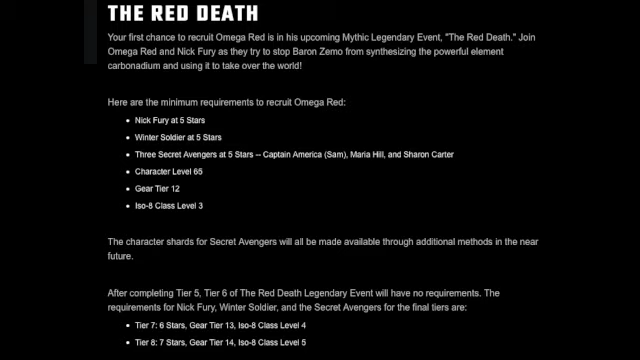 THE RED DEATH
Your first chance to recruit Omega Red is in his upcoming Mythic Legendary Event, "The Red Death." Join
Omega Red and Nick Fury as they try to stop Baron Zemo from synthesizing the powerful element
carbonadium and using it to take over the world!
Here are the minimum requirements to recruit Omega Red:
• Nick Fury at 5 Stars
• Winter Soldier at 5 Stars
• Three Secret Avengers at 5 Stars -- Captain America (Sam), Maria Hill, and Sharon Carter
• Character Level 65
• Gear Tier 12
• Iso-8 Class Level 3
The character shards for Secret Avengers will all be made available through additional methods in the near
future.
After completing Tier 5, Tier 6 of The Red Death Legendary Event will have no requirements. The
requirements for Nick Fury, Winter Soldier, and the Secret Avengers for the final tiers are:
• Tier 7: 6 Stars, Gear Tier 13, Iso-8 Class Level 4
• Tier 8: 7 Stars, Gear Tier 14, Iso-8 Class Level 5